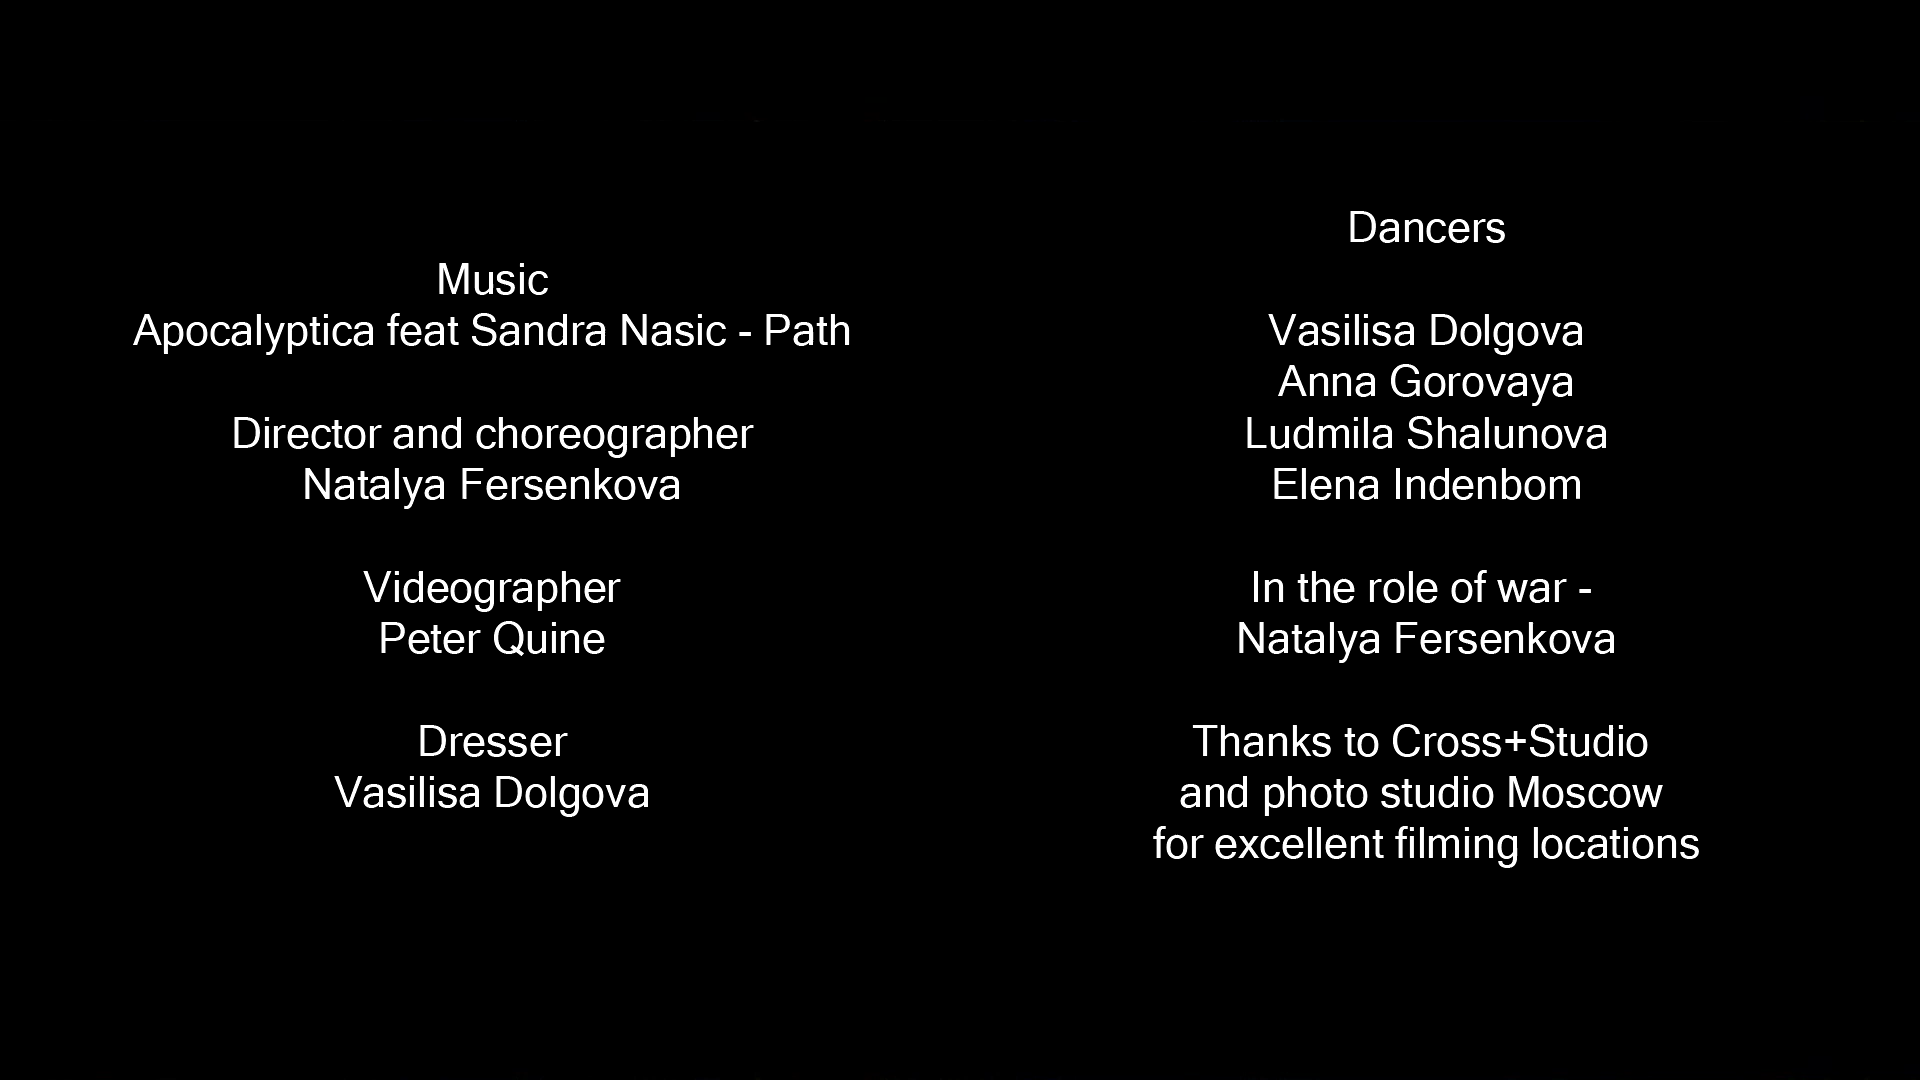 Music
Apocalyptica feat Sandra Nasic - Path
Director and choreographer
Natalya Fersenkova
Videographer
Peter Quine
Dresser
Vasilisa Dolgova
Dancers
Vasilisa Dolgova
Anna Gorovaya
Ludmila Shalunova
Elena Indenbom
In the role of war -
Natalya Fersenkova
Thanks to Cross+Studio
and photo studio Moscow
for excellent filming locations